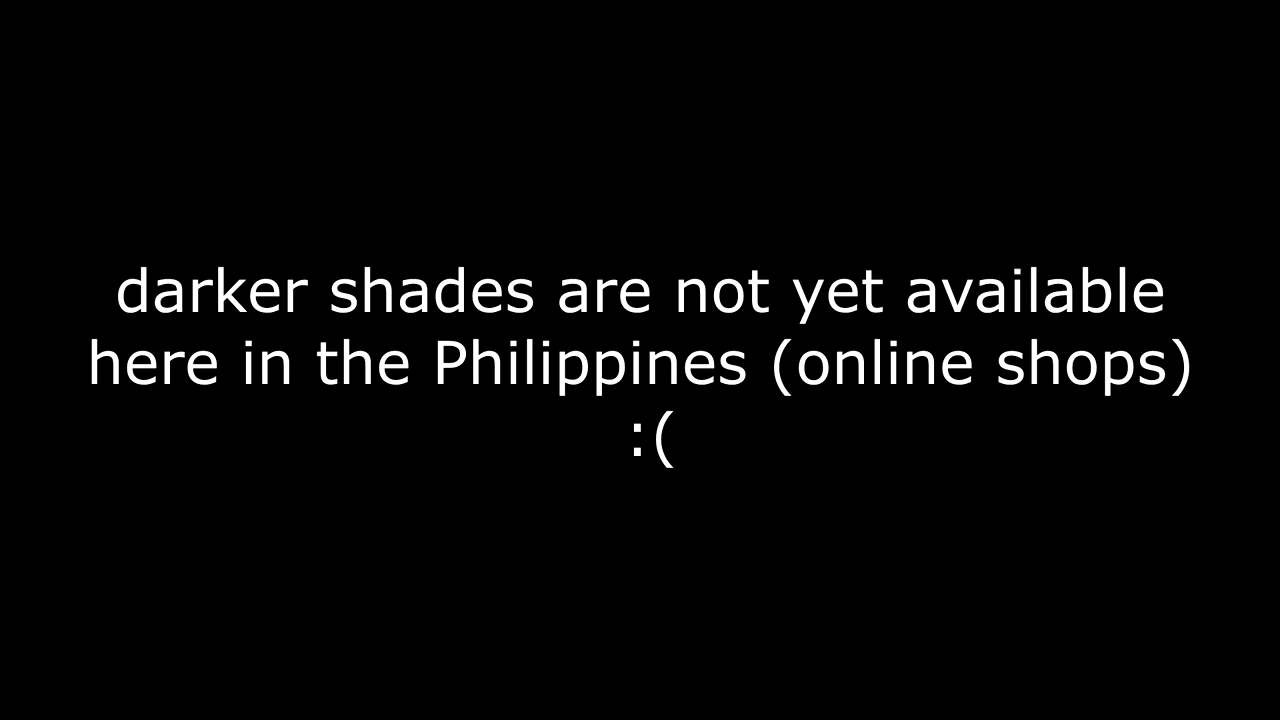 darker shades are not yet available
here in the Philippines (online shops)
:(